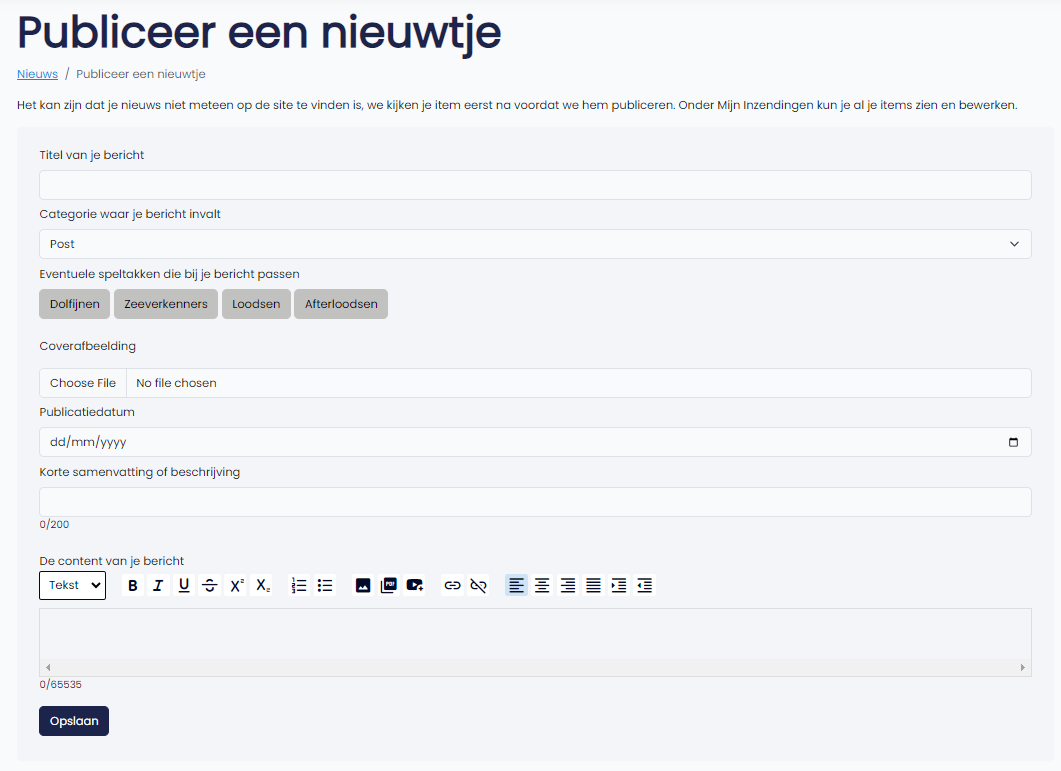 Publiceer een nieuwtje
Nieuws / Publiceer een nieuwtje
Het kan zijn dat je nieuws niet meteen op de site te vinden is, we kijken je item eerst na voordat we hem publiceren. Onder Mijn Inzendingen kun je al je items zien en bewerken.
Titel van je bericht
Categorie waar je bericht invalt
Post
Eventuele speltakken die bij je bericht passen
Dolfijnen Zeeverkenners Loodsen Afterloodsen
Coverafbeelding
Choose File No file chosen
Publicatiedatum
dd/mm/yyyy
Korte samenvatting of beschrijving
0/200
De content van je bericht
Tekst B I U S X² X₂ PDF
0/65535
Opslaan